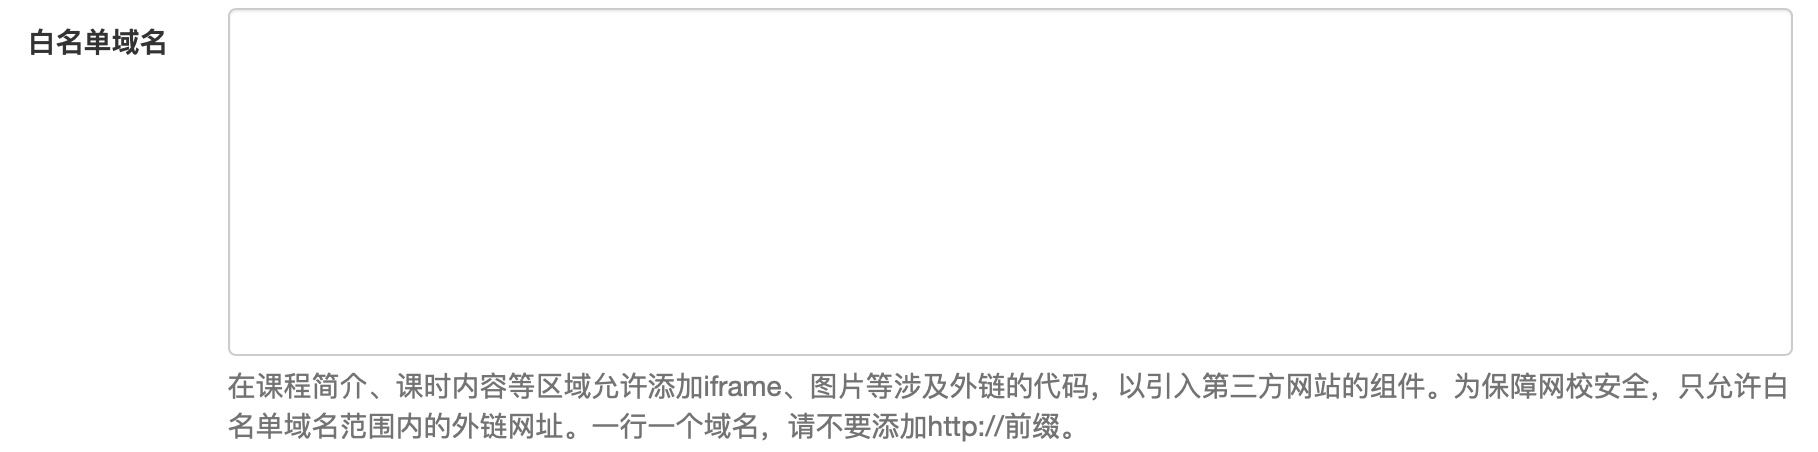 白名单域名
在课程简介、课时内容等区域允许添加iframe、图片等涉及外链的代码，以引入第三方网站的组件。为保障网校安全，只允许白
名单域名范围内的外链网址。一行一个域名，请不要添加http://前缀。